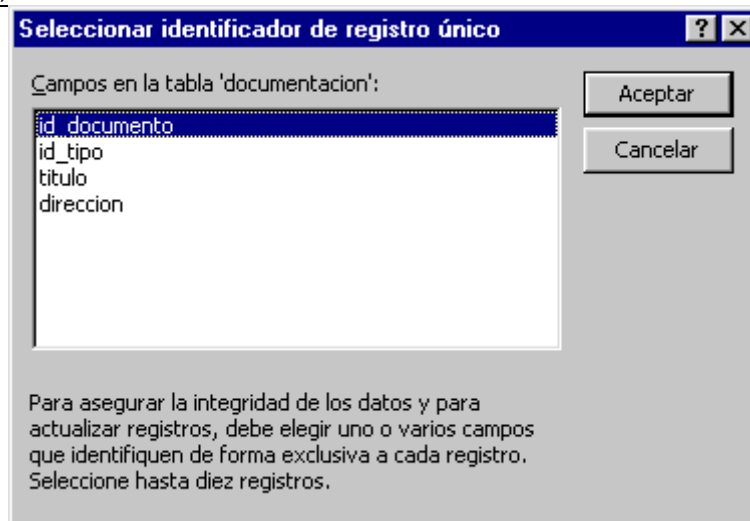 Seleccionar identificador de registro único
Campos en la tabla 'documentacion':
Aceptar
id_documento
Cancelar
id_tipo
titulo
direccion
Para asegurar la integridad de los datos y para
actualizar registros, debe elegir uno o varios campos
que identifiquen de forma exclusiva a cada registro.
Seleccione hasta diez registros.